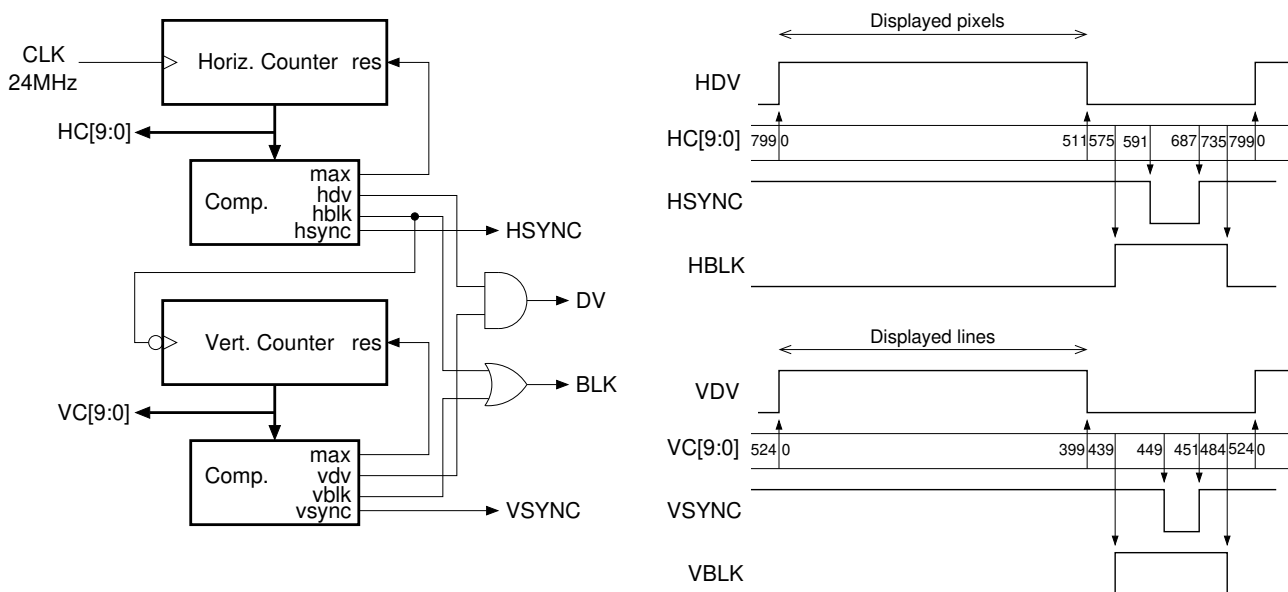 CLK
24MHz
Horiz. Counter res
HC[9:0]
Comp.
max
hdv
hblk
hsync
HSYNC
DV
Vert. Counter res
BLK
VC[9:0]
Comp.
max
vdv
vblk
vsync
VSYNC
Displayed pixels
HDV
HC[9:0]
799 0 511 575 591 687 735 799 0
HSYNC
HBLK
Displayed lines
VDV
VC[9:0]
524 0 399 439 449 451 484 524 0
VSYNC
VBLK